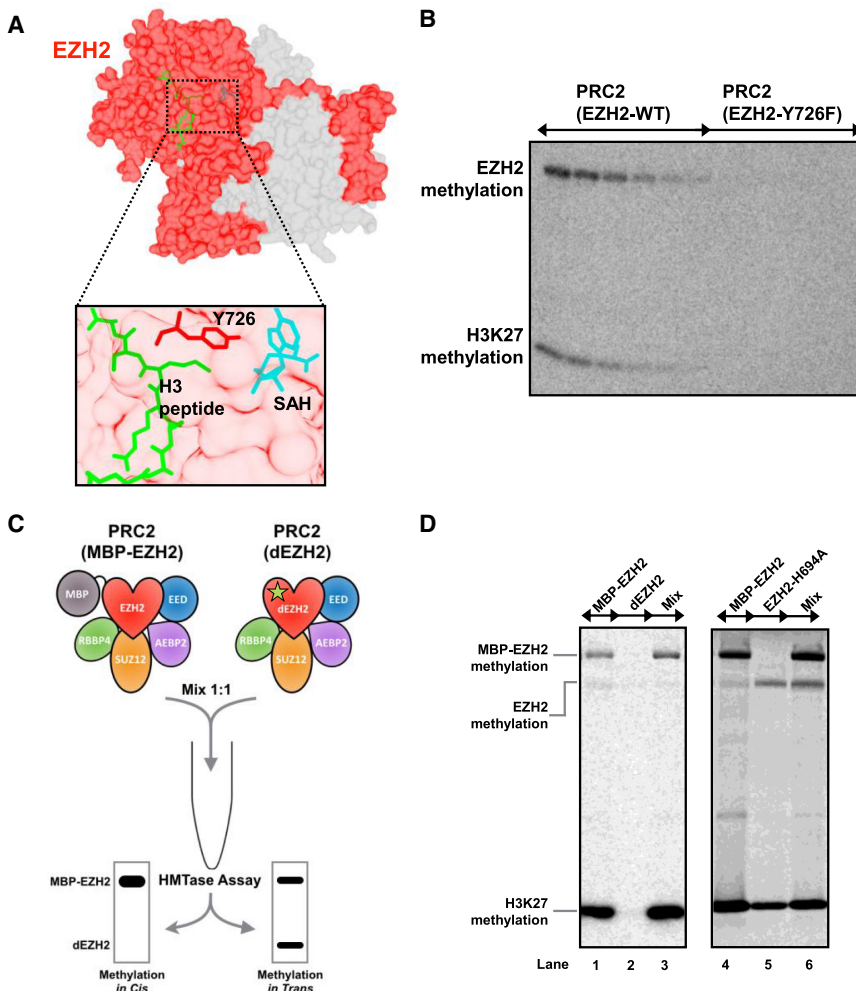 A
EZH2
Y726
H3
peptide
SAH
B
PRC2
(EZH2-WT)
PRC2
(EZH2-Y726F)
EZH2
methylation
H3K27
methylation
C
PRC2
(MBP-EZH2)
PRC2
(dEZH2)
MBP
EZH2
EED
RBBP4
AEBP2
SUZ12
dEZH2
EED
RBBP4
AEBP2
SUZ12
Mix 1:1
HMTase Assay
MBP-EZH2
dEZH2
Methylation
in Cis
Methylation
in Trans
D
MBP-EZH2
dEZH2
Mix
MBP-EZH2
EZH2-H694A
Mix
MBP-EZH2
methylation
EZH2
methylation
H3K27
methylation
Lane 1 2 3 4 5 6